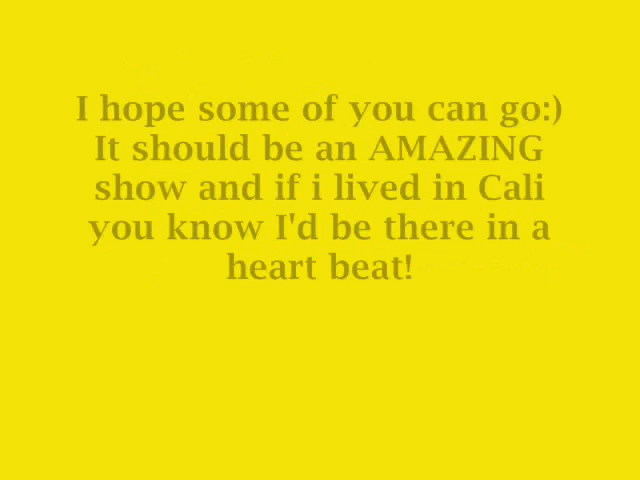 I hope some of you can go:)
It should be an AMAZING
show and if i lived in Cali
you know I'd be there in a
heart beat!